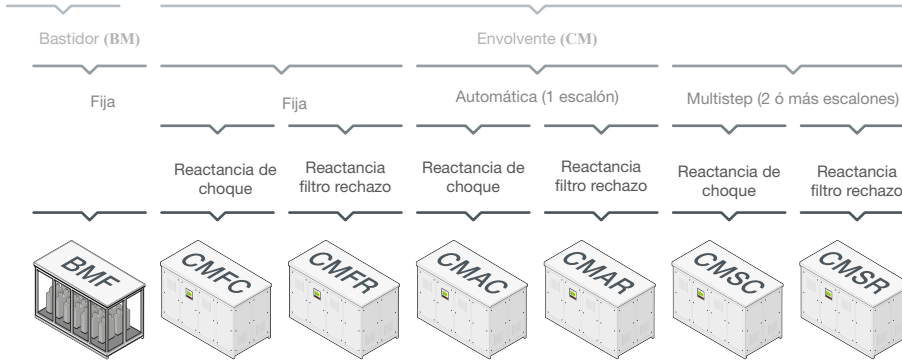 Bastidor (BM)
Envolvente (CM)
Fija
Fija
Automática (1 escalón)
Multistep (2 ó más escalones)
Reactancia de
choque
Reactancia
filtro rechazo
Reactancia de
choque
Reactancia
filtro rechazo
Reactancia de
choque
Reactancia
filtro rechazo
BMF
CMFC
CMFR
CMAC
CMAR
CMSC
CMSR